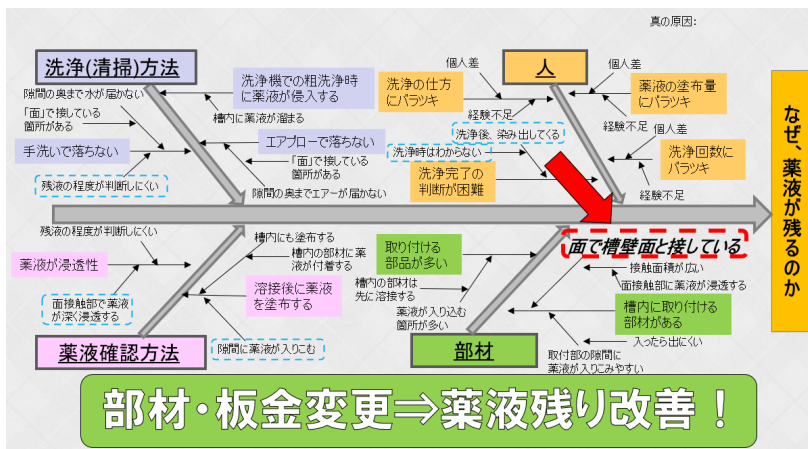 真の原因:
洗浄(清掃)方法
隙間の奥まで水が届かない
「面」で接している
箇所がある
手洗いで落ちない
残液の程度が判断しにくい
洗浄機での粗洗浄時
に薬液が侵入する
槽内に薬液が溜まる
エアブローで落ちない
「面」で接している
箇所がある
隙間の奥までエアーが届かない
人
個人差
洗浄の仕方
にバラツキ
経験不足
洗浄後、染み出してくる
洗浄時はわからない
洗浄完了の
判断が困難
個人差
薬液の塗布量
にバラツキ
経験不足
個人差
洗浄回数に
バラツキ
経験不足
なぜ、薬液が残るのか
残液の程度が判断しにくい
薬液が浸透性
面接触部で薬液
が深く浸透する
薬液確認方法
槽内にも塗布する
槽内の部材に薬
液が付着する
溶接後に薬液
を塗布する
隙間に薬液が入りこむ
取り付ける
部品が多い
槽内の部材は
先に溶接する
薬液が入り込む
箇所が多い
部材
面で槽壁面と接している
接触面積が広い
面接触部に薬液が浸透する
槽内に取り付ける
部材がある
入ったら出にくい
取付部の隙間に
薬液が入りこみやすい
部材・板金変更⇒薬液残り改善！